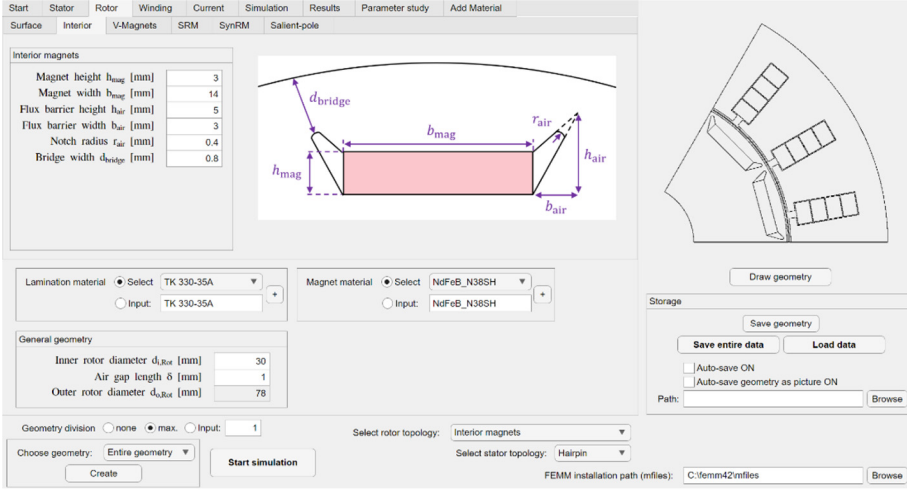 Start Stator Rotor Winding Current Simulation Results Parameter study Add Material
Surface Interior V-Magnets SRM SynRM Salient-pole
Interior magnets
Magnet height hmag [mm] 3
Magnet width bmag [mm] 14
Flux barrier height hair [mm] 5
Flux barrier width bair [mm] 3
Notch radius rair [mm] 0.4
Bridge width dbridge [mm] 0.8
dbridge
bmag
rair
hmag
hair
bair
Lamination material Select TK 330-35A
Input: TK 330-35A
+
Magnet material Select NdFeB_N38SH
Input: NdFeB_N38SH
+
General geometry
Inner rotor diameter di,Rot [mm] 30
Air gap length δ [mm] 1
Outer rotor diameter do,Rot [mm] 78
Draw geometry
Storage
Save geometry
Save entire data Load data
Auto-save ON
Auto-save geometry as picture ON
Path: Browse
Geometry division none max. Input: 1
Choose geometry: Entire geometry
Create
Start simulation
Select rotor topology: Interior magnets
Select stator topology: Hairpin
FEMM installation path (mfiles): C:\femm42\mfiles Browse